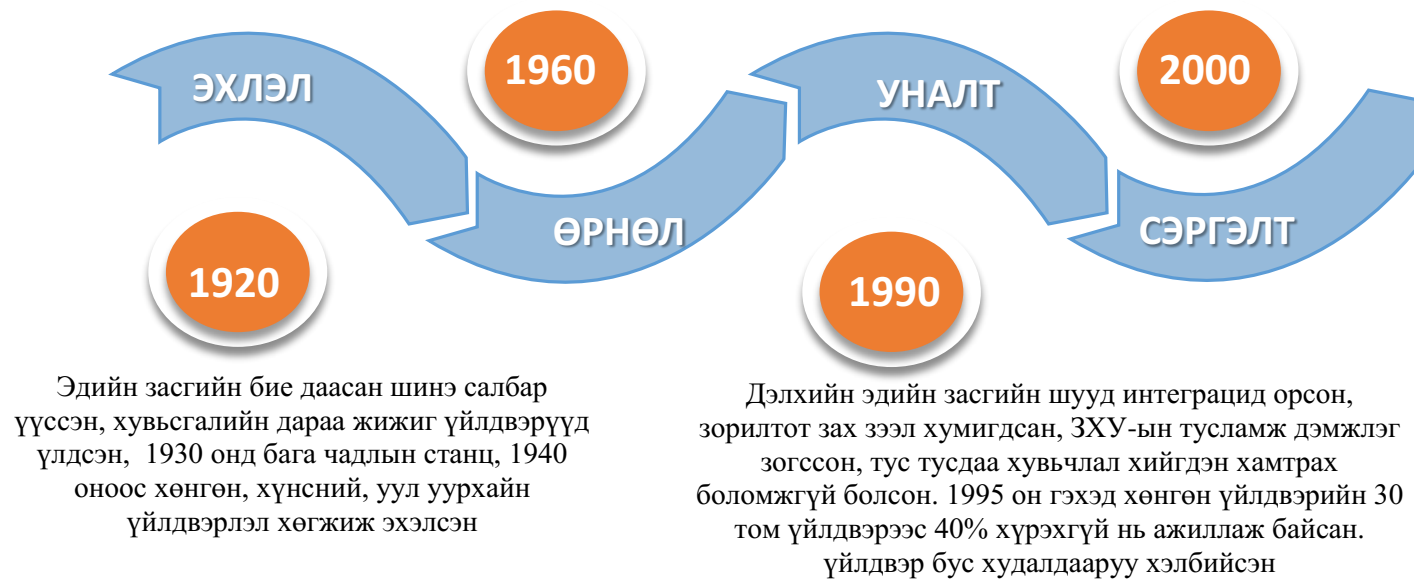 ЭХЛЭЛ
1960
УНАЛТ
2000
1920
ӨРНӨЛ
1990
СЭРГЭЛТ
Эдийн засгийн бие даасан шинэ салбар
үүссэн, хувьсгалийн дараа жижиг үйлдвэрүүд
үлдсэн, 1930 онд бага чадлын станц, 1940
оноос хөнгөн, хүнсний, уул уурхайн
үйлдвэрлэл хөгжиж эхэлсэн
Дэлхийн эдийн засгийн шууд интеграцид орсон,
зорилтот зах зээл хумигдсан, ЗХУ-ын тусламж дэмжлэг
зогссон, тус тусдаа хувьчлал хийгдэн хамтрах
боломжгүй болсон. 1995 он гэхэд хөнгөн үйлдвэрийн 30
том үйлдвэрээс 40% хүрэхгүй нь ажиллаж байсан.
үйлдвэр бус худалдааруу хэлбийсэн